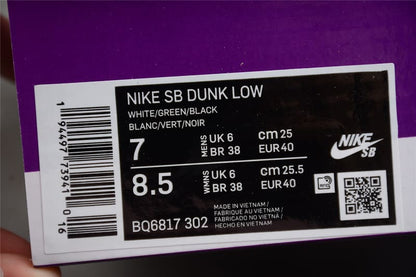 NIKE SB DUNK LOW
WHITE/GREEN/BLACK
BLANC/VERT/NOIR
7 MENS UK 6 cm 25
BR 38 EUR 40
8.5 WMNS UK 6 cm 25.5
BR 38 EUR 40
BQ6817 302
MADE IN VIETNAM /
FABRIQUÉ AU VIETNAM /
FABRICADO NO VIETNÃ /
HECHO EN VIETNAM
NIKE
SB